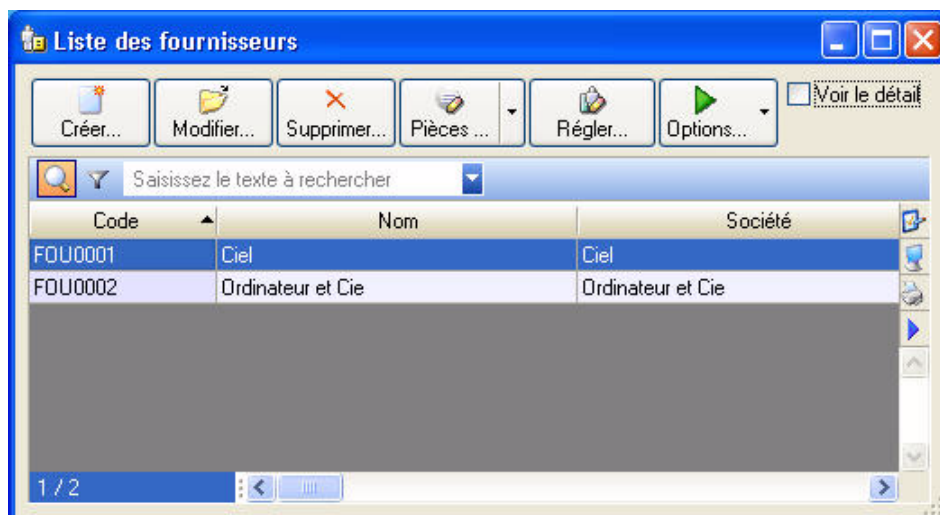 Liste des fournisseurs
Créer... Modifier... Supprimer... Pièces ... Régler... Options... Voir le détail
Saisissez le texte à rechercher
Code Nom Société
FOU0001 Ciel Ciel
FOU0002 Ordinateur et Cie Ordinateur et Cie
1 / 2